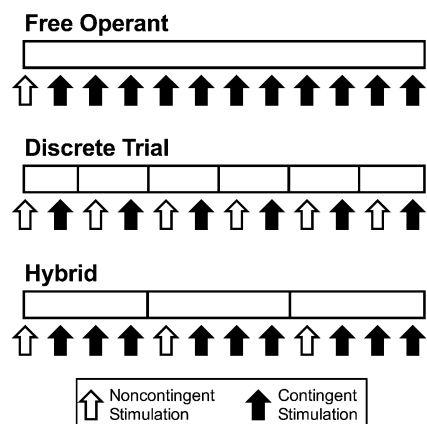 Free Operant
Discrete Trial
Hybrid
Noncontingent
Stimulation
Contingent
Stimulation